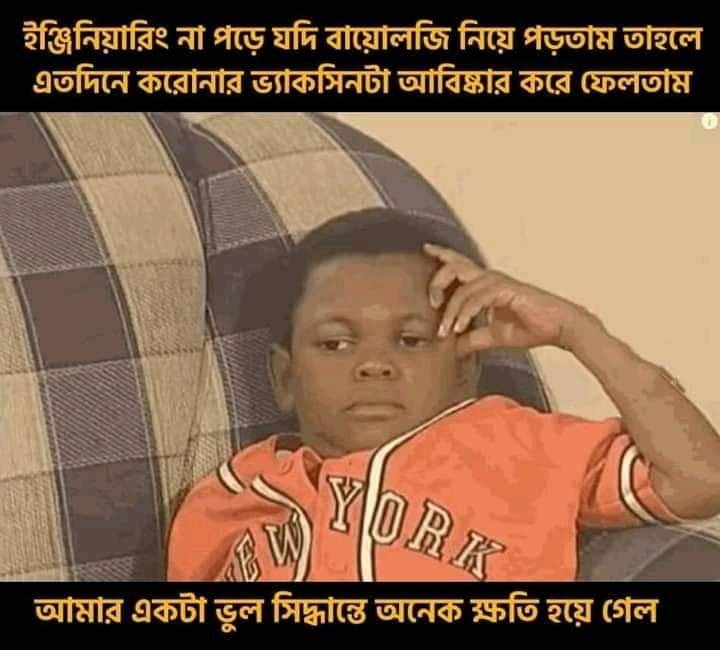 ইঞ্জিনিয়ারিং না পড়ে যদি বায়োলজি নিয়ে পড়তাম তাহলে
এতদিনে করোনার ভ্যাকসিনটা আবিষ্কার করে ফেলতাম
EW YORK
আমার একটা ভুল সিদ্ধান্তে অনেক ক্ষতি হয়ে গেল